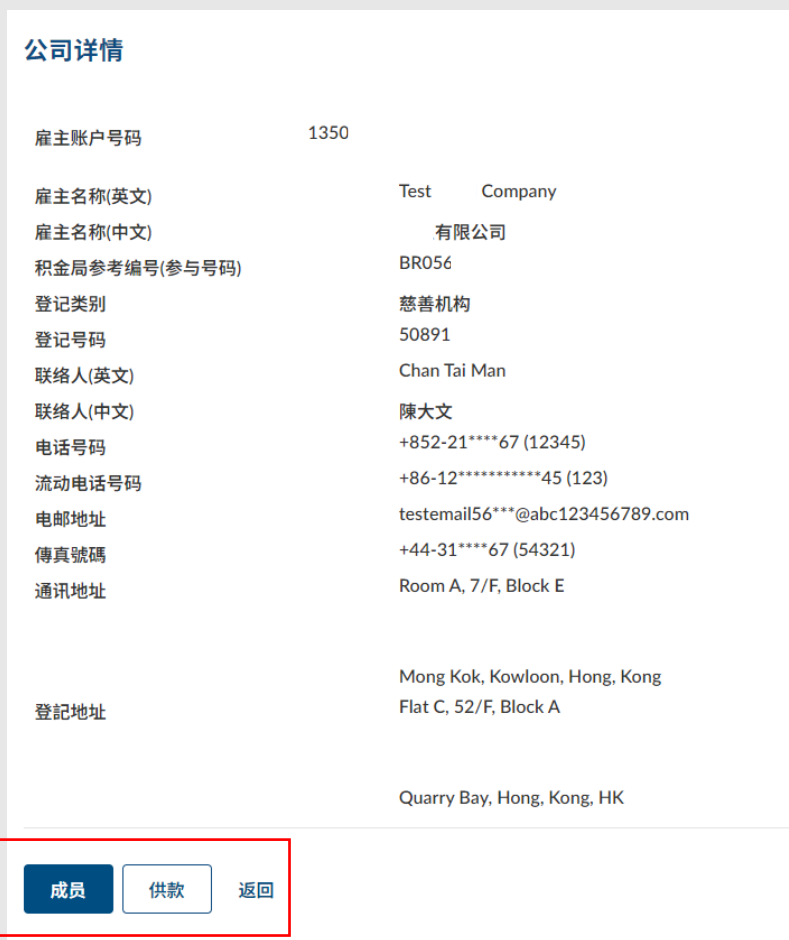 公司详情
雇主账户号码 1350
雇主名称(英文) Test Company
雇主名称(中文) 有限公司
积金局参考编号(参与号码) BR056
登记类别 慈善机构
登记号码 50891
联络人(英文) Chan Tai Man
联络人(中文) 陳大文
电话号码 +852-21****67 (12345)
流动电话号码 +86-12***********45 (123)
电邮地址 testemail56***@abc123456789.com
傳真號碼 +44-31****67 (54321)
通讯地址 Room A, 7/F, Block E
Mong Kok, Kowloon, Hong, Kong
登記地址 Flat C, 52/F, Block A
Quarry Bay, Hong, Kong, HK
成员 供款 返回